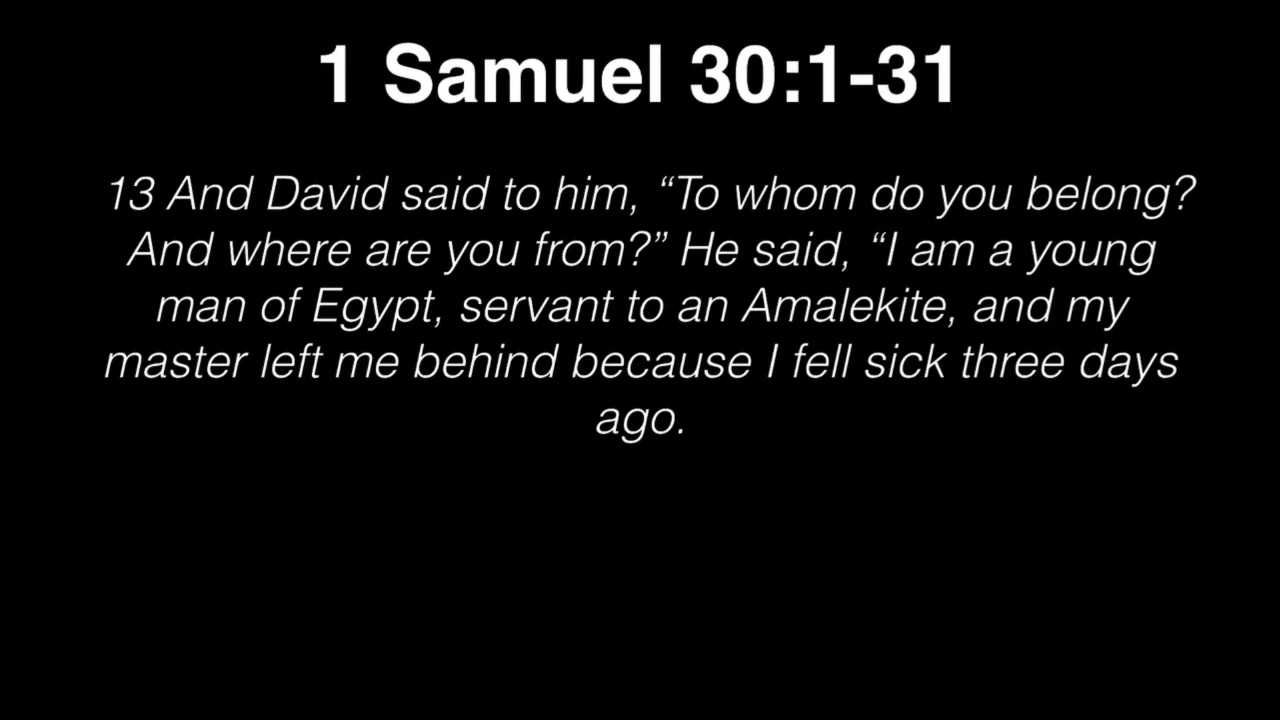 1 Samuel 30:1-31
13 And David said to him, “To whom do you belong?
And where are you from?” He said, “I am a young
man of Egypt, servant to an Amalekite, and my
master left me behind because I fell sick three days
ago.